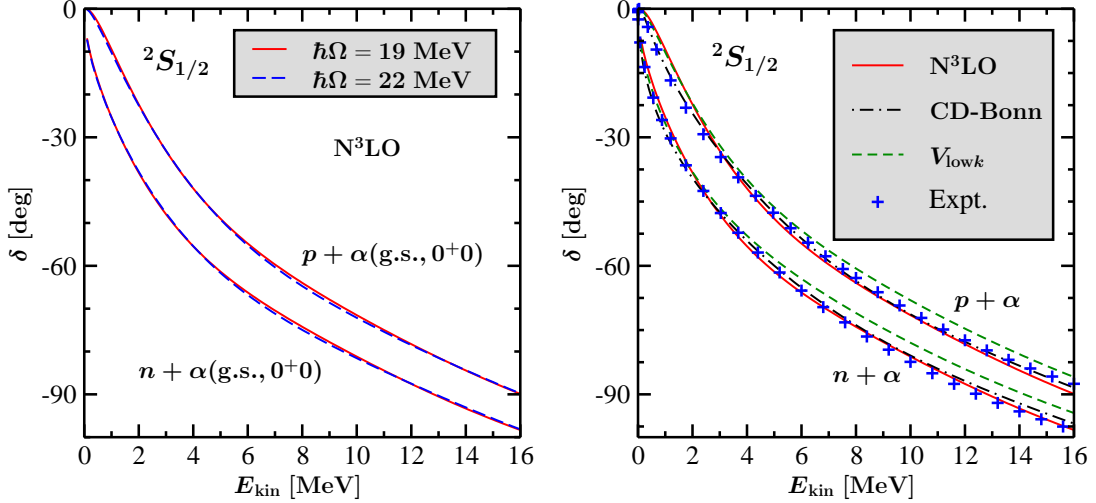 0
-30
-60
-90
δ [deg]
²S₁/₂
ħΩ = 19 MeV
ħΩ = 22 MeV
N³LO
p + α(g.s., 0⁺0)
n + α(g.s., 0⁺0)
0 2 4 6 8 10 12 14 16
E_kin [MeV]
0
-30
-60
-90
δ [deg]
²S₁/₂
N³LO
CD-Bonn
V_lowk
Expt.
p + α
n + α
0 2 4 6 8 10 12 14 16
E_kin [MeV]